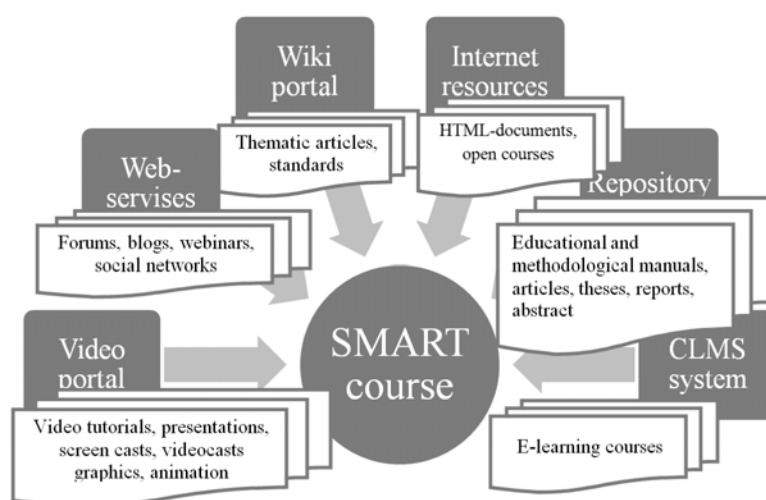 Wiki
portal
Thematic articles,
standards
Internet
resources
HTML-documents,
open courses
Web-
servises
Forums, blogs, webinars,
social networks
Repository
Educational and
methodological manuals,
articles, theses, reports,
abstract
Video
portal
Video tutorials, presentations,
screen casts, videocasts
graphics, animation
SMART
course
CLMS
system
E-learning courses